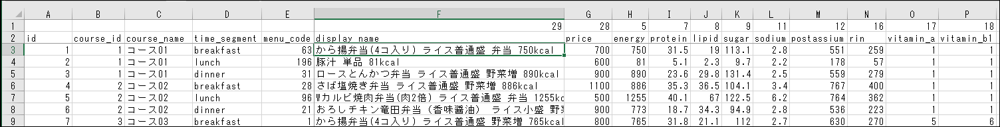 A B C D E F G H I J K L M N O P
1 29 28 5 7 8 9 11 12 16 17 18
2 id course_id course_name time_segment menu_code display_name price energy protein lipid sugar sodium postassium rin vitamin_a vitamin_b1
3 1 1 コース01 breakfast 63 から揚弁当(4コ入り) ライス普通盛 弁当 750kcal 700 750 31.5 19 113.1 2.8 551 259 1 1
4 2 1 コース01 lunch 196 豚汁 単品 81kcal 600 81 5.1 2.3 9.7 2.2 178 57 1 1
5 3 1 コース01 dinner 31 ロースとんかつ弁当 ライス普通盛 野菜増 890kcal 900 890 23.6 29.8 131.4 2.5 559 279 1 1
6 4 2 コース02 breakfast 28 さば塩焼き弁当 ライス普通盛 野菜増 886kcal 1100 886 35.3 36.5 104.1 3.4 767 400 1 1
7 5 2 コース02 lunch 96 Wカルビ焼肉弁当(肉2倍) ライス普通盛 弁当 1255kc 500 1255 40.1 67 122.5 6.2 764 362 1 1
8 6 2 コース02 dinner 21 おろしチキン竜田弁当 (香味醤油) ライス小盛 野菜 900 773 18.7 34.3 94.9 2.8 536 223 1 1
9 7 3 コース03 breakfast 1 から揚弁当(4コ入り) ライス普通盛 野菜増 765kcal 800 765 31.8 21.1 112 2.7 630 270 5 6